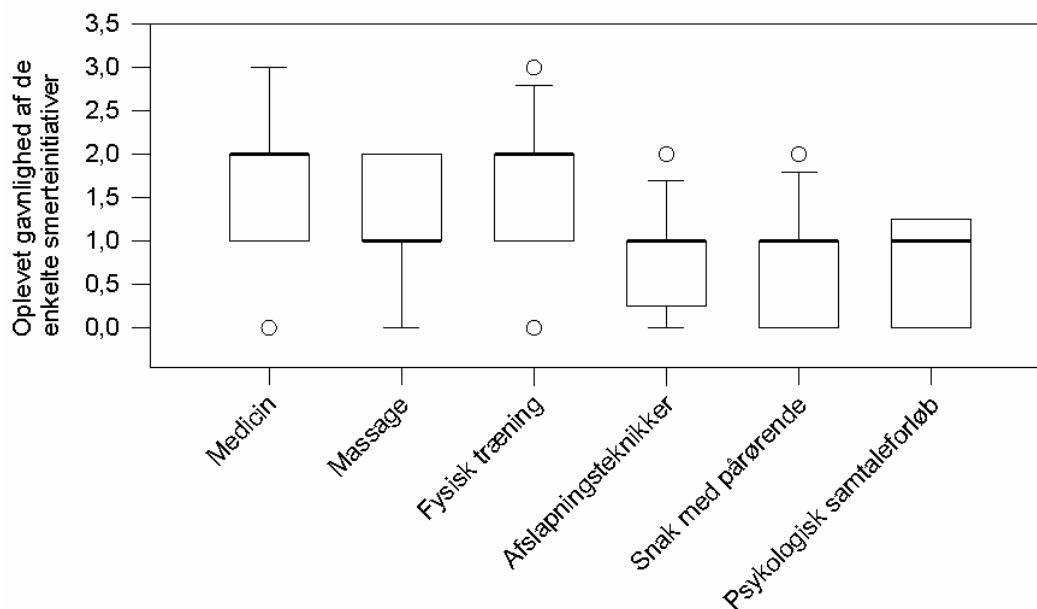 Oplevet gavnlighed af de
enkelte smerteinitiativer
3,5
3,0
2,5
2,0
1,5
1,0
0,5
0,0
Medicin
Massage
Fysisk træning
Afslapningsteknikker
Snak med pårørende
Psykologisk samtaleforløb